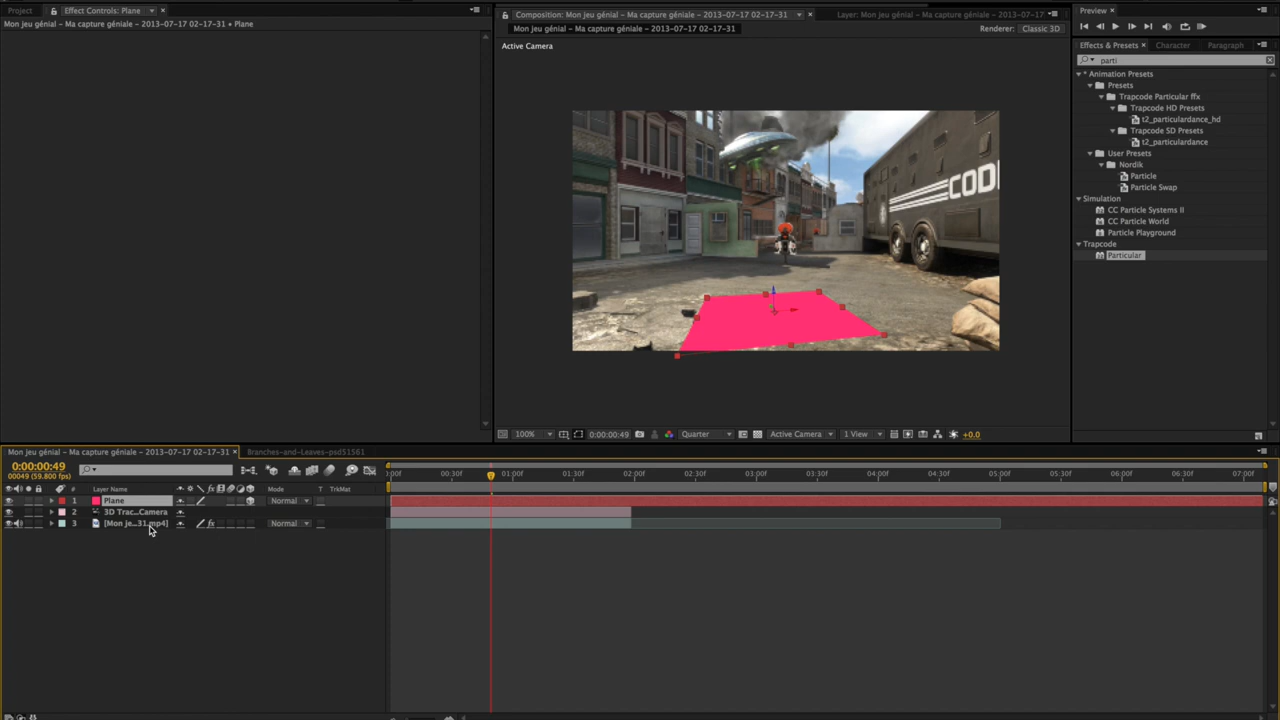 Project
Effect Controls: Plane
Mon jeu génial – Ma capture géniale – 2013-07-17 02-17-31 • Plane
Composition: Mon jeu génial – Ma capture géniale – 2013-07-17 02-17-31
Layer: Mon jeu génial – Ma capture géniale – 2013-07-17
Mon jeu génial – Ma capture géniale – 2013-07-17 02-17-31
Renderer: Classic 3D
Active Camera
COD
100%
0:00:00:49
Quarter
Active Camera
1 View
+0.0
Preview
Effects & Presets
Character
Paragraph
parti
* Animation Presets
Presets
Trapcode Particular ffx
Trapcode HD Presets
t2_particulardance_hd
Trapcode SD Presets
t2_particulardance
User Presets
Nordik
Particle
Particle Swap
Simulation
CC Particle Systems II
CC Particle World
Particle Playground
Trapcode
Particular
Mon jeu génial – Ma capture géniale – 2013-07-17 02-17-31
Branches-and-Leaves-psd51561
0:00:00:49
00049 (59.800 fps)
# Layer Name Mode T TrkMat
:00f 00:30f 01:00f 01:30f 02:00f 02:30f 03:00f 03:30f 04:00f 04:30f 05:00f 05:30f 06:00f 06:30f 07:00f
1 Plane Normal
2 3D Trac...Camera
3 [Mon je...31.mp4] Normal